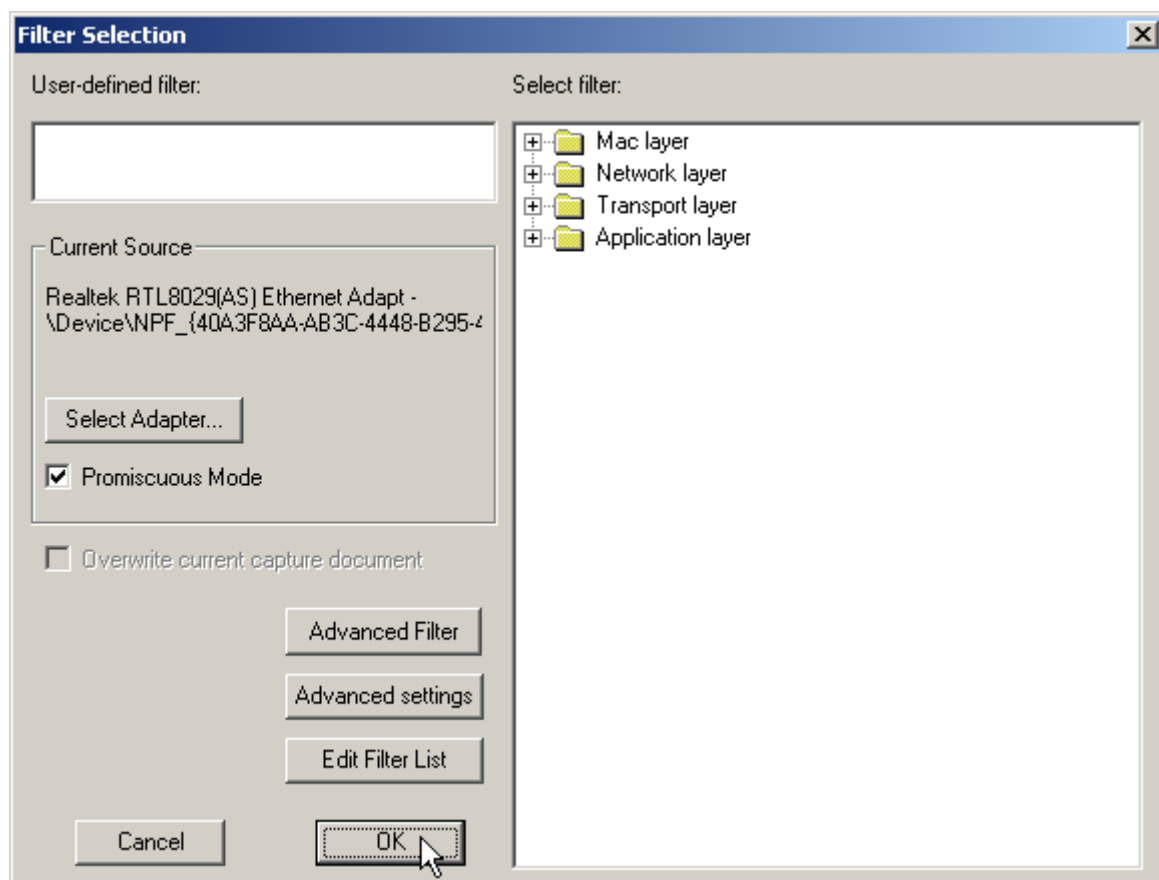 Filter Selection
User-defined filter:
Select filter:
Mac layer
Network layer
Transport layer
Application layer
Current Source
Realtek RTL8029(AS) Ethernet Adapt -
\Device\NPF_{40A3F8AA-AB3C-4448-B295-4
Select Adapter...
Promiscuous Mode
Overwrite current capture document
Advanced Filter
Advanced settings
Edit Filter List
Cancel
OK